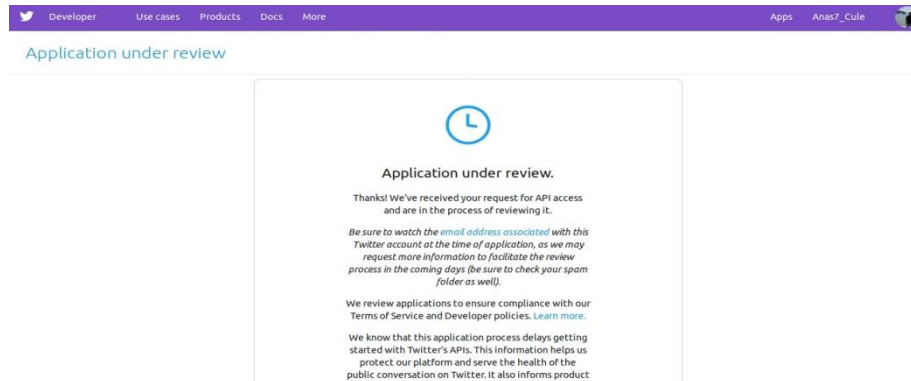 Developer Use cases Products Docs More Apps Anas7_Cule
Application under review
Application under review.
Thanks! We've received your request for API access
and are in the process of reviewing it.
Be sure to watch the email address associated with this
Twitter account at the time of application, as we may
request more information to facilitate the review
process in the coming days (be sure to check your spam
folder as well).
We review applications to ensure compliance with our
Terms of Service and Developer policies. Learn more.
We know that this application process delays getting
started with Twitter's APIs. This information helps us
protect our platform and serve the health of the
public conversation on Twitter. It also informs product